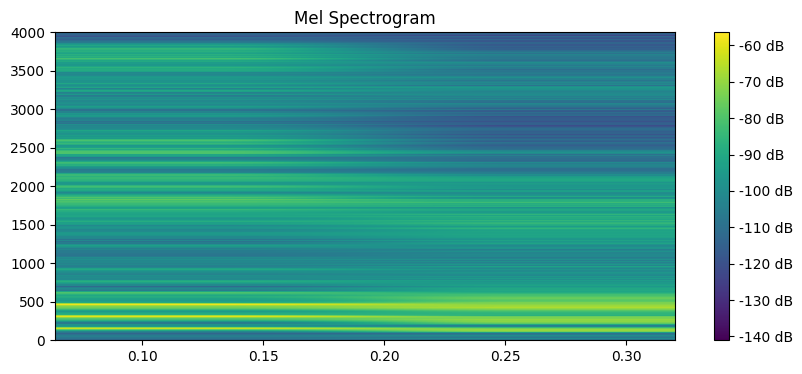 Mel Spectrogram
4000
3500
3000
2500
2000
1500
1000
500
0
0.10 0.15 0.20 0.25 0.30
-60 dB
-70 dB
-80 dB
-90 dB
-100 dB
-110 dB
-120 dB
-130 dB
-140 dB